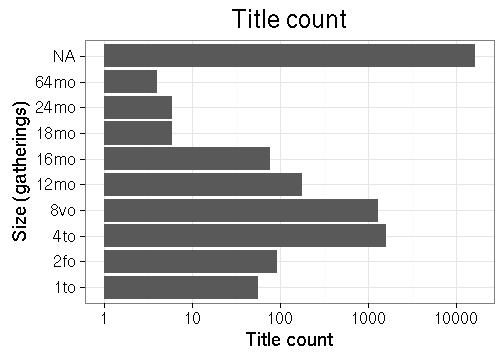 Title count
Size (gatherings)
NA
64mo
24mo
18mo
16mo
12mo
8vo
4to
2fo
1to
1 10 100 1000 10000
Title count